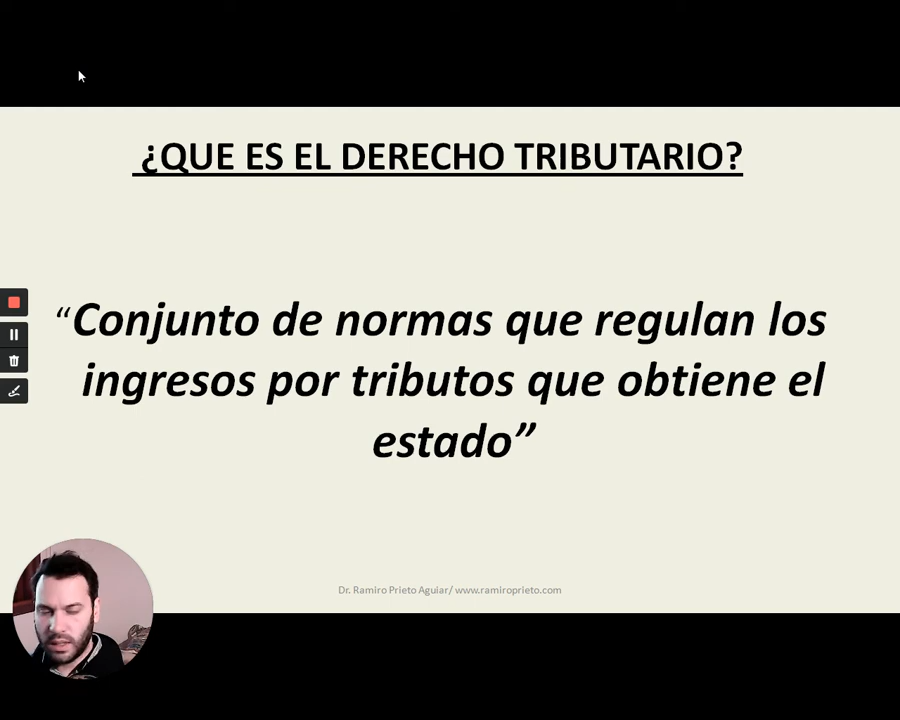 ¿QUE ES EL DERECHO TRIBUTARIO?
“Conjunto de normas que regulan los
ingresos por tributos que obtiene el
estado”
Dr. Ramiro Prieto Aguiar/ www.ramiroprieto.com